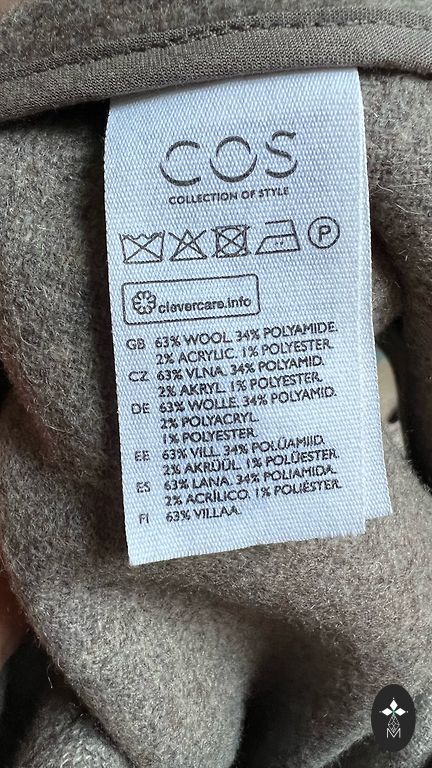 COS
COLLECTION OF STYLE
P
clevercare.info
GB 63% WOOL. 34% POLYAMIDE.
2% ACRYLIC. 1% POLYESTER.
CZ 63% VLNA. 34% POLYAMID.
2% AKRYL. 1% POLYESTER.
DE 63% WOLLE. 34% POLYAMID.
2% POLYACRYL.
1% POLYESTER.
EE 63% VILL. 34% POLÜAMIID.
2% AKRÜÜL. 1% POLÜESTER.
ES 63% LANA. 34% POLIAMIDA.
2% ACRÍLICO. 1% POLIÉSTER.
FI 63% VILLAA.
M